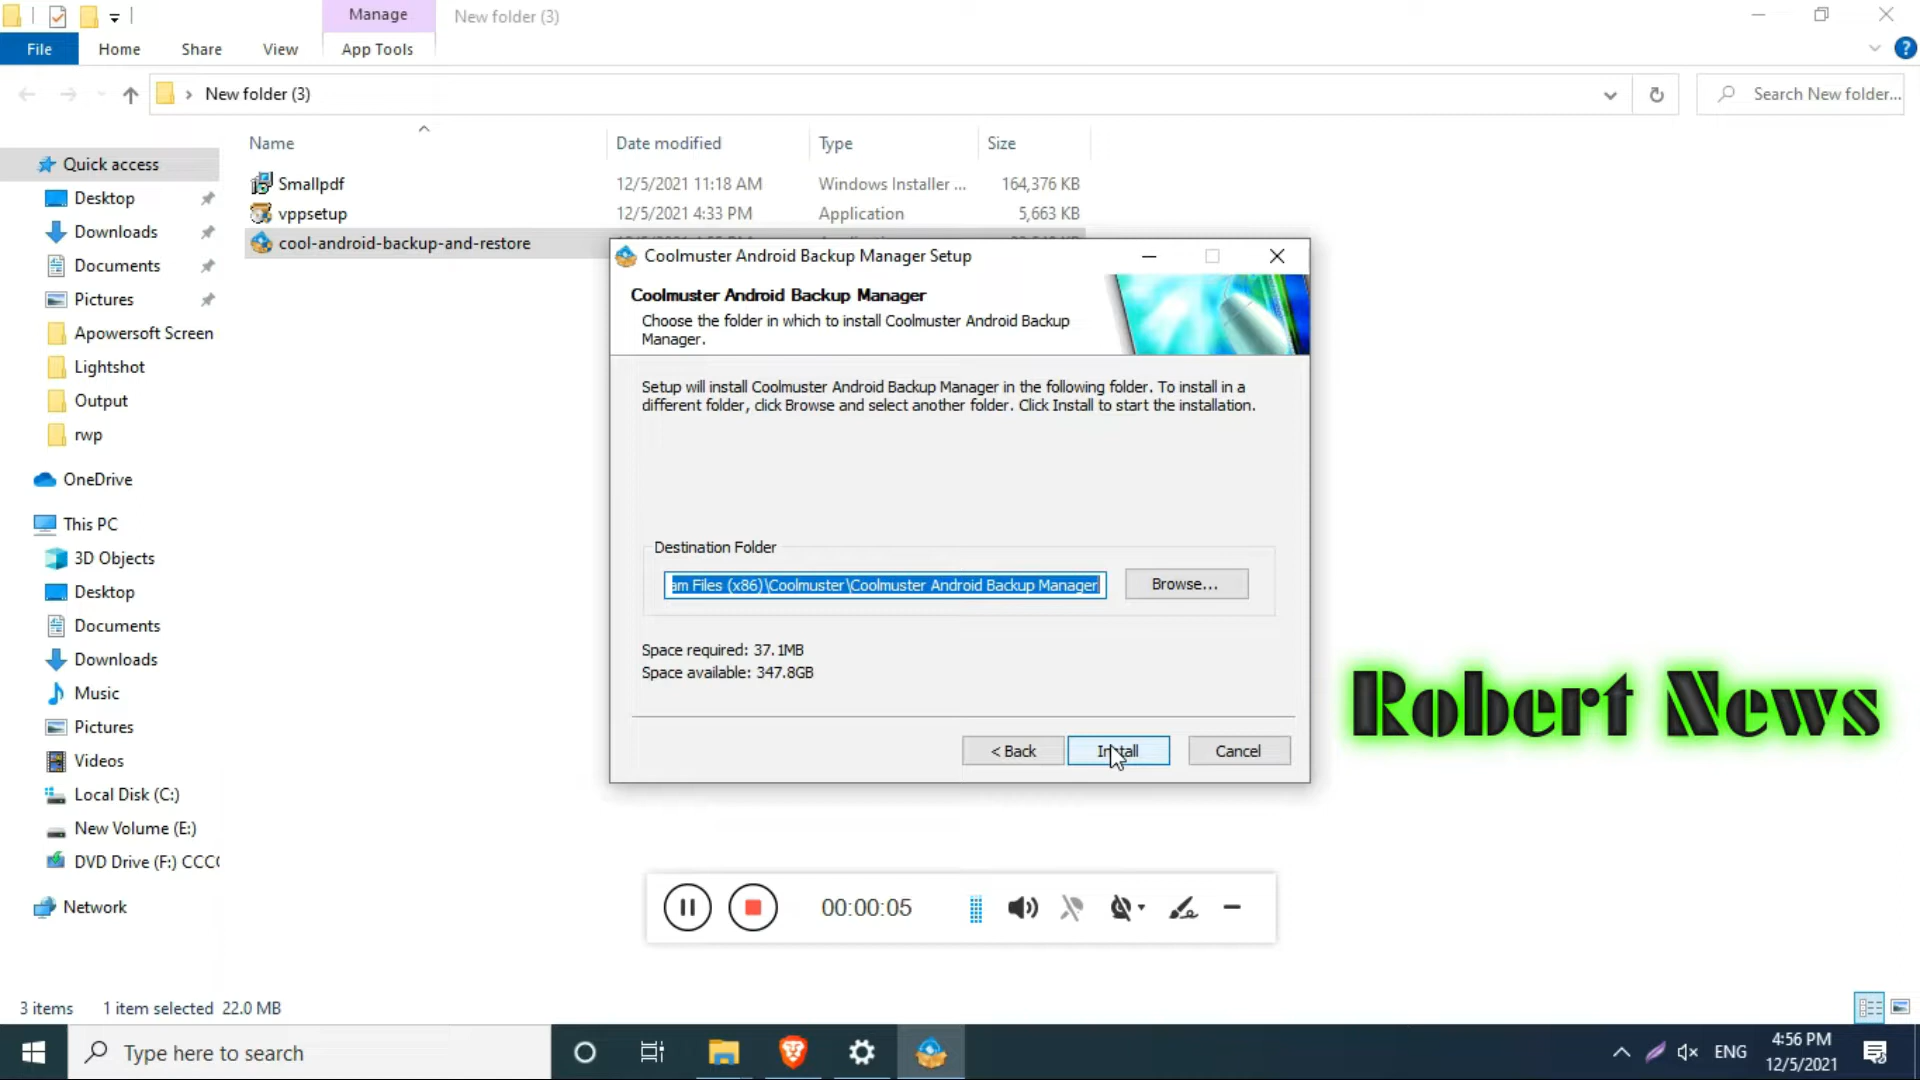 Manage
New folder (3)
File
Home
Share
View
App Tools
New folder (3)
Search New folder...
Name
Date modified
Type
Size
Quick access
Desktop
Downloads
Documents
Pictures
Apowersoft Screen
Lightshot
Output
rwp
OneDrive
This PC
3D Objects
Desktop
Documents
Downloads
Music
Pictures
Videos
Local Disk (C:)
New Volume (E:)
DVD Drive (F:) CCC
Network
Smallpdf 12/5/2021 11:18 AM Windows Installer ... 164,376 KB
vppsetup 12/5/2021 4:33 PM Application 5,663 KB
cool-android-backup-and-restore
Coolmuster Android Backup Manager Setup
Coolmuster Android Backup Manager
Choose the folder in which to install Coolmuster Android Backup
Manager.
Setup will install Coolmuster Android Backup Manager in the following folder. To install in a
different folder, click Browse and select another folder. Click Install to start the installation.
Destination Folder
am Files (x86)\Coolmuster\Coolmuster Android Backup Manager
Browse...
Space required: 37.1MB
Space available: 347.8GB
< Back
Install
Cancel
Robert News
00:00:05
3 items
1 item selected 22.0 MB
Type here to search
ENG
4:56 PM
12/5/2021